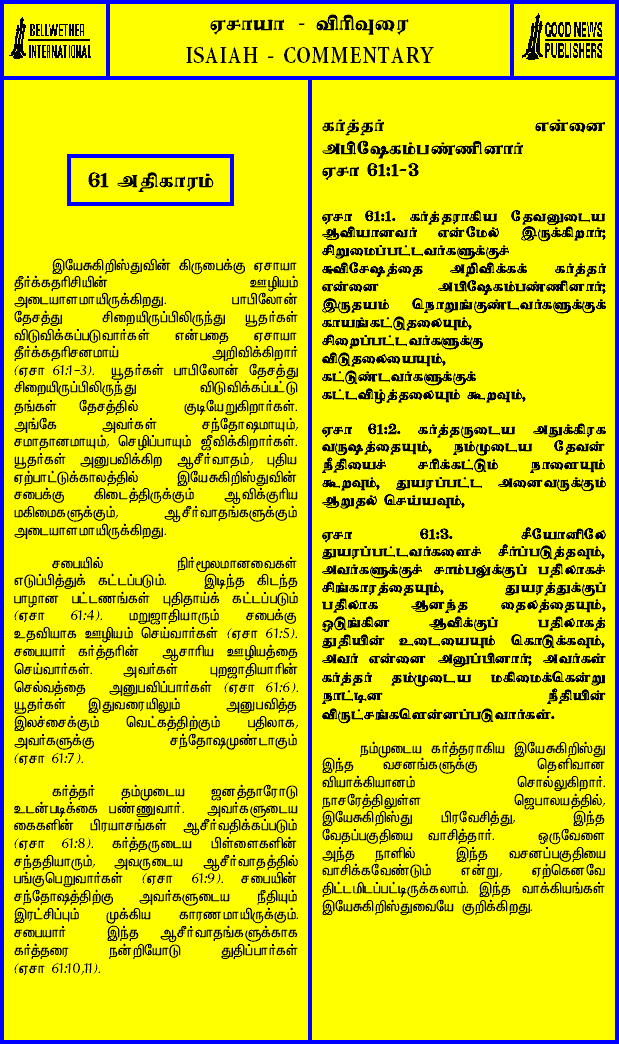 BELLWETHER
INTERNATIONAL
ஏசாயா - விரிவுரை
ISAIAH - COMMENTARY
GOOD NEWS
PUBLISHERS
61 அதிகாரம்
இயேசுகிறிஸ்துவின் கிருபைக்கு ஏசாயா
தீர்க்கதரிசியின் ஊழியம்
அடையாளமாயிருக்கிறது. பாபிலோன்
தேசத்து சிறையிருப்பிலிருந்து யூதர்கள்
விடுவிக்கப்படுவார்கள் என்பதை ஏசாயா
தீர்க்கதரிசனமாய் அறிவிக்கிறார்
(ஏசா 61:1-3). யூதர்கள் பாபிலோன் தேசத்து
சிறையிருப்பிலிருந்து விடுவிக்கப்பட்டு
தங்கள் தேசத்தில் குடியேறுகிறார்கள்.
அங்கே அவர்கள் சந்தோஷமாயும்,
சமாதானமாயும், செழிப்பாயும் ஜீவிக்கிறார்கள்.
யூதர்கள் அனுபவிக்கிற ஆசீர்வாதம், புதிய
ஏற்பாட்டுக்காலத்தில் இயேசுகிறிஸ்துவின்
சபைக்கு கிடைத்திருக்கும் ஆவிக்குரிய
மகிமைகளுக்கும், ஆசீர்வாதங்களுக்கும்
அடையாளமாயிருக்கிறது.
சபையில் நிர்மூலமானவைகள்
எடுப்பித்துக் கட்டப்படும். இடிந்த கிடந்த
பாழான பட்டணங்கள் புதிதாய்க் கட்டப்படும்
(ஏசா 61:4). மறுஜாதியாரும் சபைக்கு
உதவியாக ஊழியம் செய்வார்கள் (ஏசா 61:5).
சபையார் கர்த்தரின் ஆசாரிய ஊழியத்தை
செய்வார்கள். அவர்கள் புறஜாதியாரின்
செல்வத்தை அனுபவிப்பார்கள் (ஏசா 61:6).
யூதர்கள் இதுவரையிலும் அனுபவித்த
இலச்சைக்கும் வெட்கத்திற்கும் பதிலாக,
அவர்களுக்கு சந்தோஷமுண்டாகும்
(ஏசா 61:7).
கர்த்தர் தம்முடைய ஜனத்தாரோடு
உடன்படிக்கை பண்ணுவார். அவர்களுடைய
கைகளின் பிரயாசங்கள் ஆசீர்வதிக்கப்படும்
(ஏசா 61:8). கர்த்தருடைய பிள்ளைகளின்
சந்ததியாரும், அவருடைய ஆசீர்வாதத்தில்
பங்குபெறுவார்கள் (ஏசா 61:9). சபையின்
சந்தோஷத்திற்கு அவர்களுடைய நீதியும்
இரட்சிப்பும் முக்கிய காரணமாயிருக்கும்.
சபையார் இந்த ஆசீர்வாதங்களுக்காக
கர்த்தரை நன்றியோடு துதிப்பார்கள்
(ஏசா 61:10,11).
கர்த்தர் என்னை
அபிஷேகம்பண்ணினார்
ஏசா 61:1-3
ஏசா 61:1. கர்த்தராகிய தேவனுடைய
ஆவியானவர் என்மேல் இருக்கிறார்;
சிறுமைப்பட்டவர்களுக்குச்
சுவிசேஷத்தை அறிவிக்கக் கர்த்தர்
என்னை அபிஷேகம்பண்ணினார்;
இருதயம் நொறுங்குண்டவர்களுக்குக்
காயங்கட்டுதலையும்,
சிறைப்பட்டவர்களுக்கு
விடுதலையையும்,
கட்டுண்டவர்களுக்குக்
கட்டவிழ்த்தலையும் கூறவும்,
ஏசா 61:2. கர்த்தருடைய அநுக்கிரக
வருஷத்தையும், நம்முடைய தேவன்
நீதியைச் சரிக்கட்டும் நாளையும்
கூறவும், துயரப்பட்ட அனைவருக்கும்
ஆறுதல் செய்யவும்,
ஏசா 61:3. சீயோனிலே
துயரப்பட்டவர்களைச் சீர்ப்படுத்தவும்,
அவர்களுக்குச் சாம்பலுக்குப் பதிலாகச்
சிங்காரத்தையும், துயரத்துக்குப்
பதிலாக ஆனந்த தைலத்தையும்,
ஒடுங்கின ஆவிக்குப் பதிலாகத்
துதியின் உடையையும் கொடுக்கவும்,
அவர் என்னை அனுப்பினார்; அவர்கள்
கர்த்தர் தம்முடைய மகிமைக்கென்று
நாட்டின நீதியின்
விருட்சங்களென்னப்படுவார்கள்.
நம்முடைய கர்த்தராகிய இயேசுகிறிஸ்து
இந்த வசனங்களுக்கு தெளிவான
வியாக்கியானம் சொல்லுகிறார்.
நாசரேத்திலுள்ள ஜெபாலயத்தில்,
இயேசுகிறிஸ்து பிரவேசித்து, இந்த
வேதப்பகுதியை வாசித்தார். ஒருவேளை
அந்த நாளில் இந்த வசனப்பகுதியை
வாசிக்கவேண்டும் என்று, ஏற்கெனவே
திட்டமிடப்பட்டிருக்கலாம். இந்த வாக்கியங்கள்
இயேசுகிறிஸ்துவையே குறிக்கிறது.